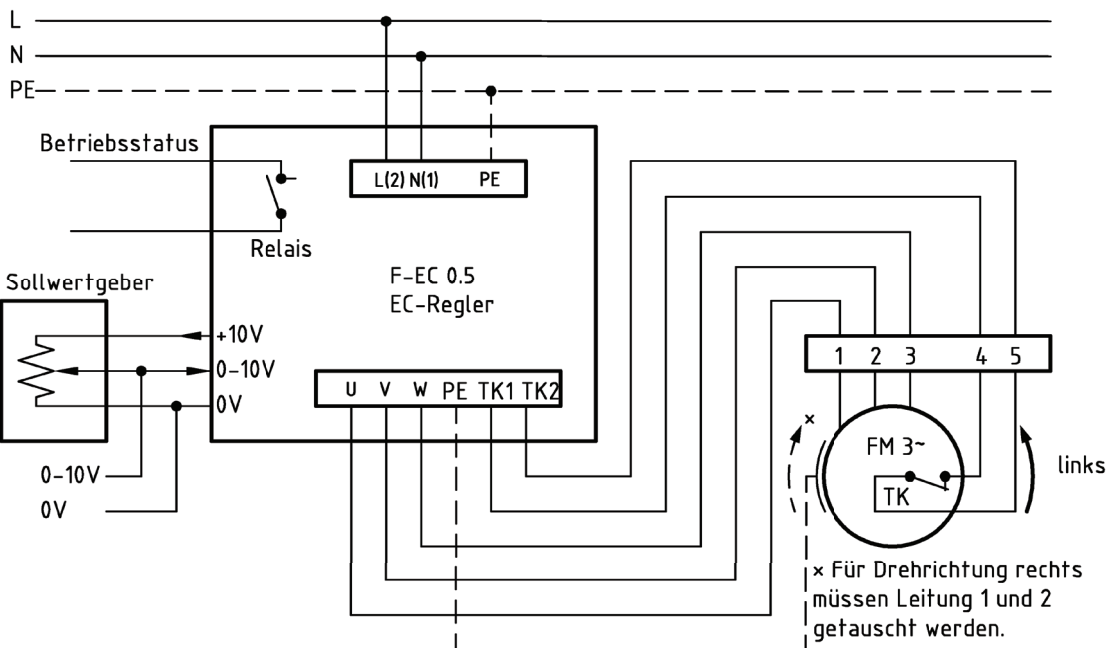 L
N
PE
Betriebsstatus
L(2) N(1) PE
Relais
F-EC 0.5
EC-Regler
Sollwertgeber
+10V
0-10V
0V
U V W PE TK1 TK2
0-10V
0V
1 2 3 4 5
×
FM 3~
TK
links
× Für Drehrichtung rechts
müssen Leitung 1 und 2
getauscht werden.